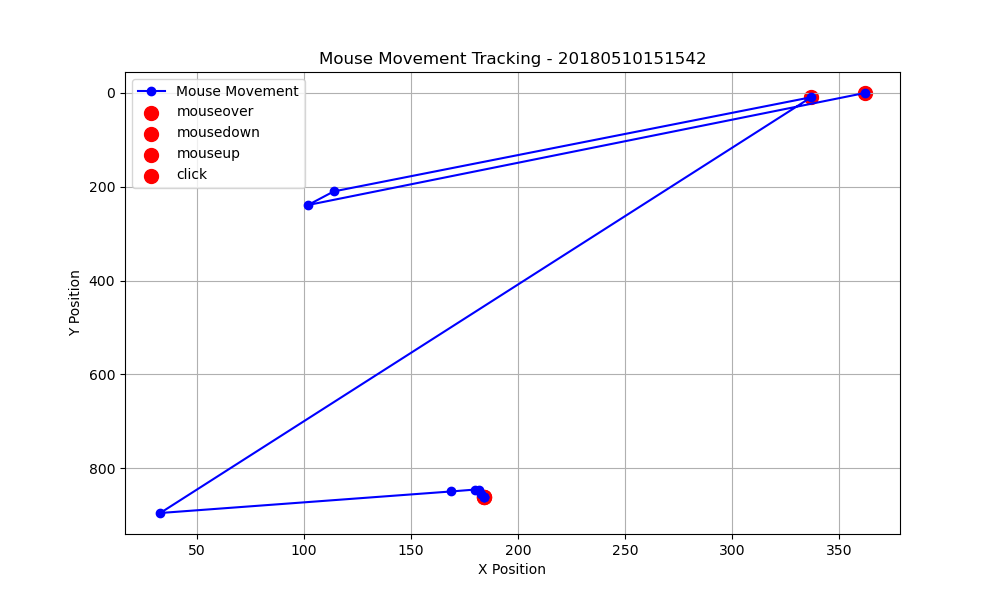 Mouse Movement Tracking - 20180510151542
Mouse Movement
mouseover
mousedown
mouseup
click
0
200
400
600
800
Y Position
50
100
150
200
250
300
350
X Position